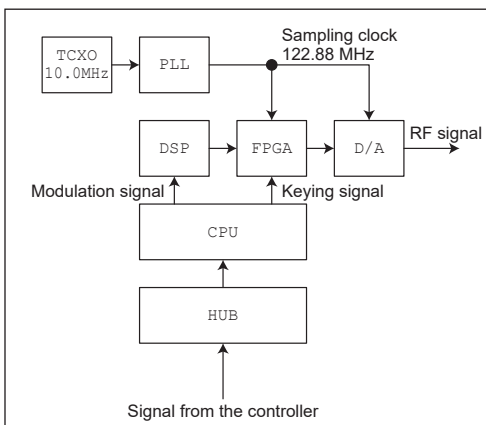 Sampling clock
122.88 MHz
TCXO
10.0MHz
PLL
RF signal
DSP
FPGA
D/A
Modulation signal
Keying signal
CPU
HUB
Signal from the controller